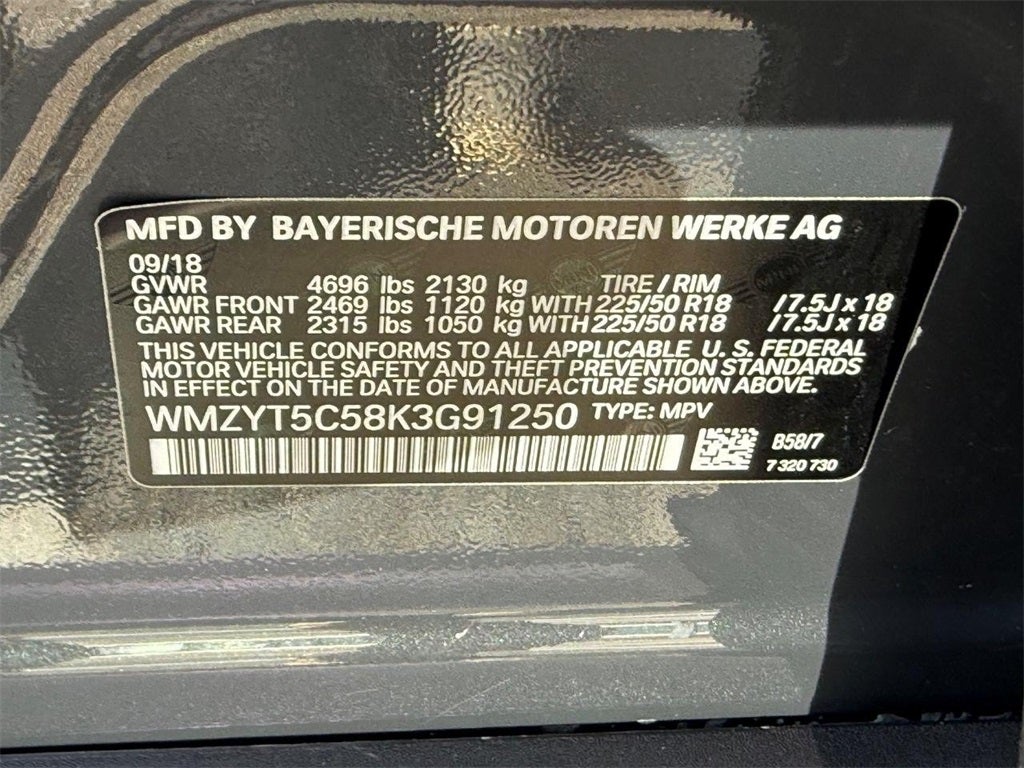 MFD BY BAYERISCHE MOTOREN WERKE AG
09/18
GVWR 4696 lbs 2130 kg TIRE / RIM
GAWR FRONT 2469 lbs 1120 kg WITH 225/50 R18 /7.5J x 18
GAWR REAR 2315 lbs 1050 kg WITH 225/50 R18 /7.5J x 18
THIS VEHICLE CONFORMS TO ALL APPLICABLE U. S. FEDERAL
MOTOR VEHICLE SAFETY AND THEFT PREVENTION STANDARDS
IN EFFECT ON THE DATE OF MANUFACTURE SHOWN ABOVE.
WMZYT5C58K3G91250 TYPE: MPV
B58/7
7 320 730